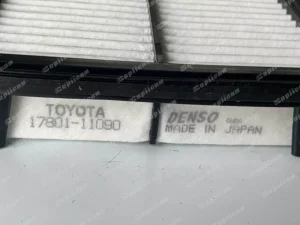 TOYOTA
17801-11090
DENSO
MADE IN JAPAN